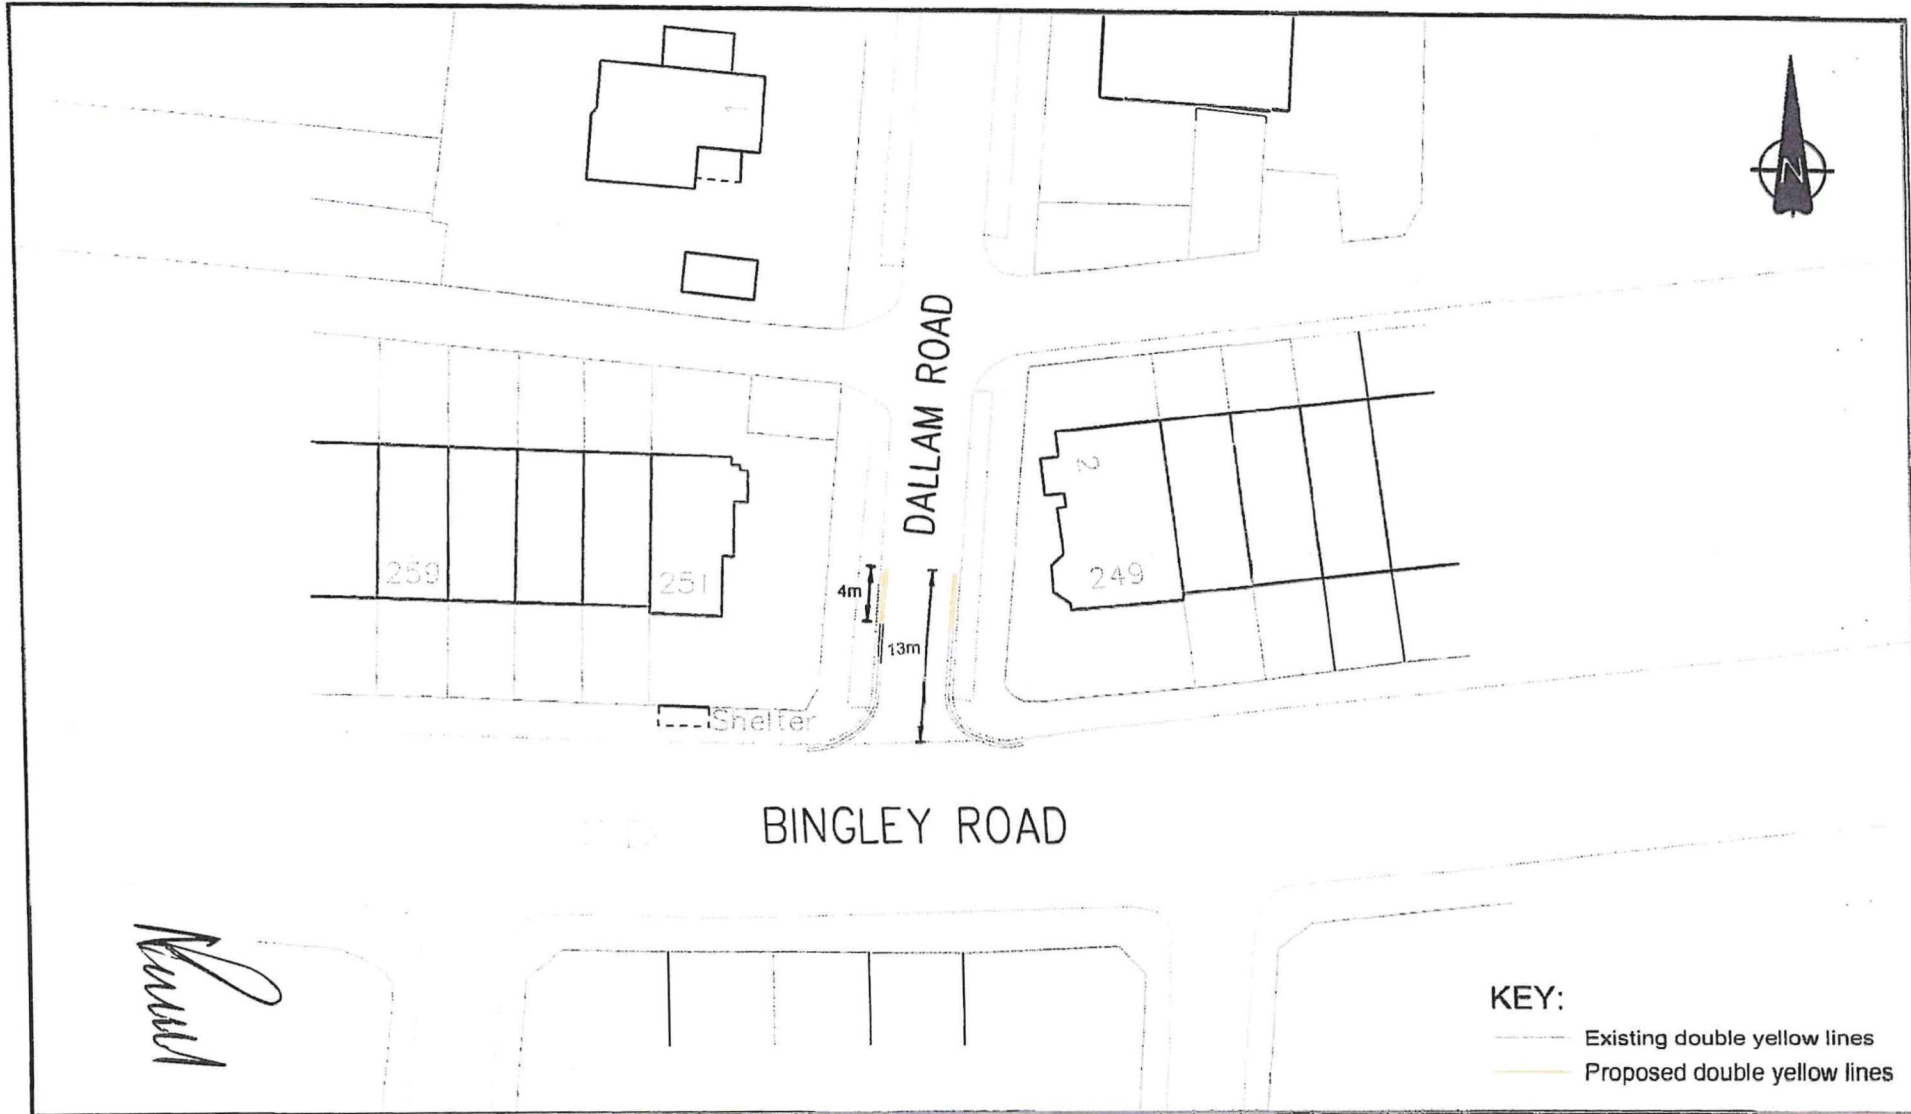 N
DALLAM ROAD
2
259
251
249
4m
13m
Shelter
BINGLEY ROAD
KEY:
Existing double yellow lines
Proposed double yellow lines